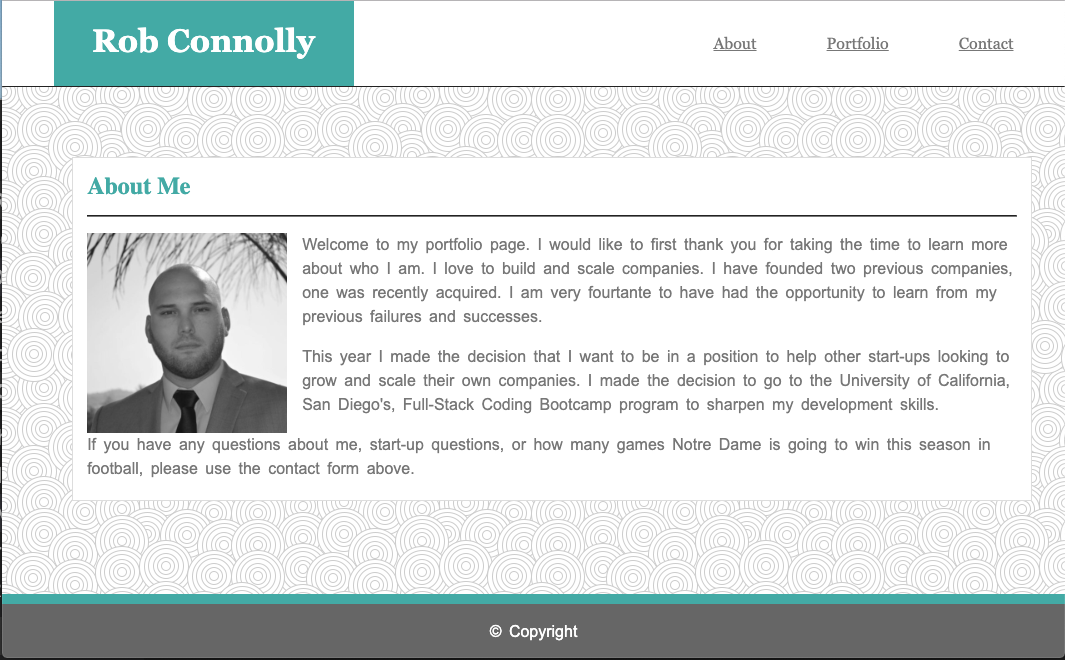 Rob Connolly
About Portfolio Contact
About Me
Welcome to my portfolio page. I would like to first thank you for taking the time to learn more
about who I am. I love to build and scale companies. I have founded two previous companies,
one was recently acquired. I am very fourtante to have had the opportunity to learn from my
previous failures and successes.
This year I made the decision that I want to be in a position to help other start-ups looking to
grow and scale their own companies. I made the decision to go to the University of California,
San Diego's, Full-Stack Coding Bootcamp program to sharpen my development skills.
If you have any questions about me, start-up questions, or how many games Notre Dame is going to win this season in
football, please use the contact form above.
© Copyright